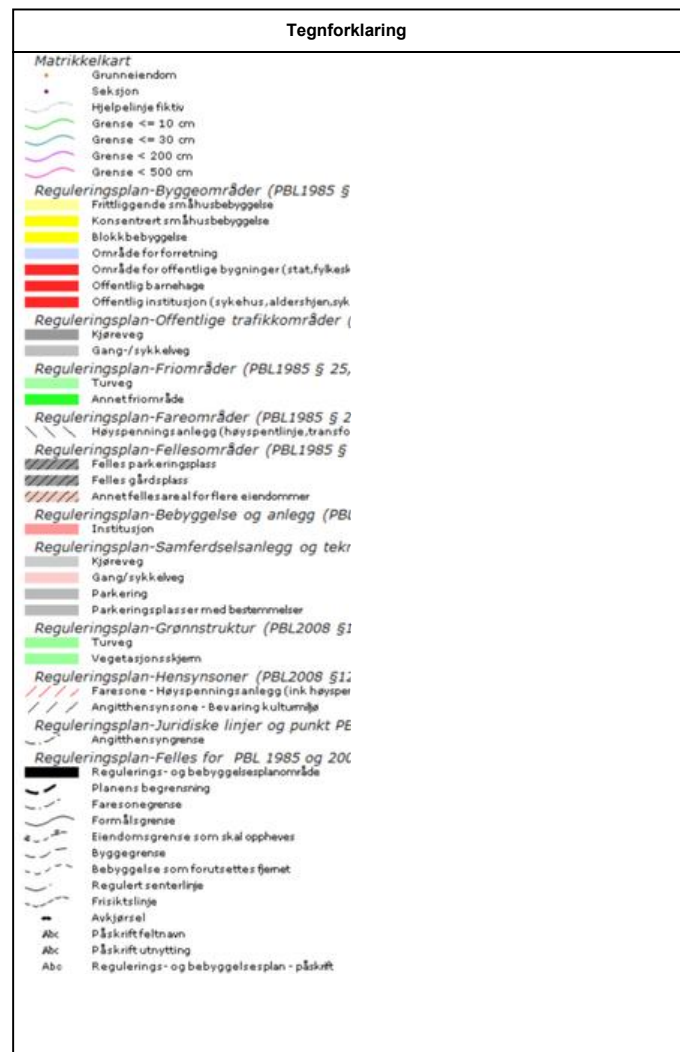 Tegnforklaring
Matrikkelkart
Grunneiendom
Seksjon
Hjelpelinje fiktiv
Grense <= 10 cm
Grense <= 30 cm
Grense < 200 cm
Grense < 500 cm
Reguleringsplan-Byggeområder (PBL1985 §
Frittliggende småhusbebyggelse
Konsentrert småhusbebyggelse
Blokkbebyggelse
Område for forretning
Område for offentlige bygninger (stat,fylkesk
Offentlig barnehage
Offentlig institusjon (sykehus,aldershjen,syk
Reguleringsplan-Offentlige trafikkområder (
Kjøreveg
Gang-/sykkelveg
Reguleringsplan-Friområder (PBL1985 § 25,
Turveg
Annet friområde
Reguleringsplan-Fareområder (PBL1985 § 2
Høyspenningsanlegg (høyspentlinje,transfo
Reguleringsplan-Fellesområder (PBL1985 §
Felles parkeringsplass
Felles gårdsplass
Annet fellesareal for flere eiendommer
Reguleringsplan-Bebyggelse og anlegg (PBL
Institusjon
Reguleringsplan-Samferdselsanlegg og tekr
Kjøreveg
Gang/sykkelveg
Parkering
Parkeringsplasser med bestemmelser
Reguleringsplan-Grønnstruktur (PBL2008 §1
Turveg
Vegetasjonsskjerm
Reguleringsplan-Hensynsoner (PBL2008 §12
Faresone - Høyspenningsanlegg (ink høyspen
Angitthensynsone - Bevaring kulturmiljø
Reguleringsplan-Juridiske linjer og punkt PB
Angitthensyngrense
Reguleringsplan-Felles for PBL 1985 og 200
Regulerings- og bebyggelsesplanområde
Planens begrensning
Faresonegrense
Formålsgrense
Eiendomsgrense som skal oppheves
Byggegrense
Bebyggelse som forutsettes fjernet
Regulert senterlinje
Frisiktslinje
Avkjørsel
Abc Påskrift feltnavn
Abc Påskrift utnytting
Abc Regulerings- og bebyggelsesplan - påskrift